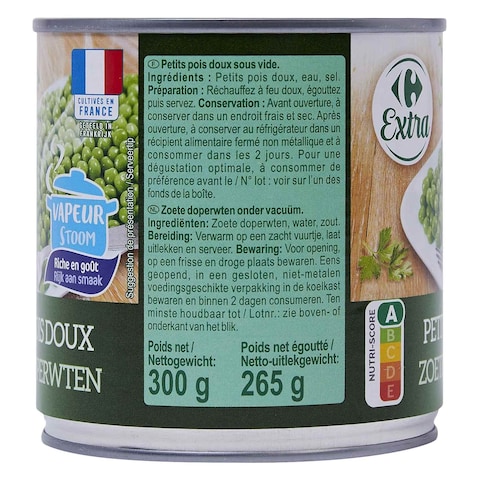 CULTIVÉS EN
FRANCE
GETEELD IN
FRANKRIJK
VAPEUR
STOOM
Riche en goût
Rijk aan smaak
IS DOUX
ERWTEN
Suggestion de présentation / Serveertip
Petits pois doux sous vide.
Ingrédients : Petits pois doux, eau, sel.
Préparation : Réchauffez à feu doux, égouttez
puis servez. Conservation : Avant ouverture, à
conserver dans un endroit frais et sec. Après
ouverture, à conserver au réfrigérateur dans un
récipient alimentaire fermé non métallique et à
consommer dans les 2 jours. Pour une
dégustation optimale, à consommer de
préférence avant le / N° lot : voir sur l'un des
fonds de la boîte.
Zoete doperwten onder vacuüm.
Ingrediënten: Zoete doperwten, water, zout.
Bereiding: Verwarm op een zacht vuurtje, laat
uitlekken en serveer. Bewaring: Voor opening,
op een frisse en droge plaats bewaren. Eens
geopend, in een gesloten, niet-metalen
voedingsgeschikte verpakking in de koelkast
bewaren en binnen 2 dagen consumeren. Ten
minste houdbaar tot / Lotnr.: zie boven- of
onderkant van het blik.
Poids net /
Nettogewicht:
300 g
Poids net égoutté /
Netto-uitlekgewicht:
265 g
Extra
NUTRI-SCORE
A
B
C
D
E
PET
ZOE